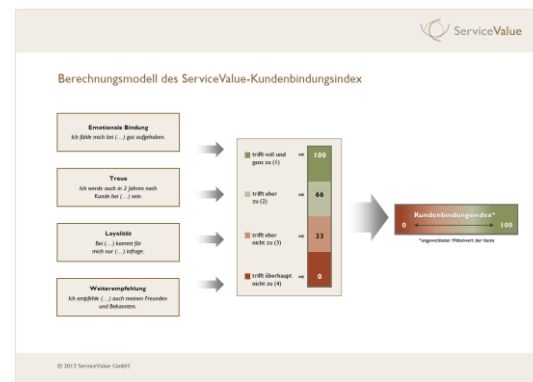 ServiceValue
Berechnungsmodell des ServiceValue-Kundenbindungsindex
Emotionale Bindung
Ich fühle mich bei (…) gut aufgehoben.
Treue
Ich werde auch in 2 Jahren noch
Kunde bei (…) sein.
Loyalität
Bei (…) kommt für
mich nur (…) infrage.
Weiterempfehlung
Ich empfehle (…) auch meinen Freunden
und Bekannten.
trifft voll und
ganz zu (1)
100
trifft eher
zu (2)
66
trifft eher
nicht zu (3)
33
trifft überhaupt
nicht zu (4)
0
Kundenbindungsindex*
0
100
*ungewichteter Mittelwert der Items
© 2013 ServiceValue GmbH